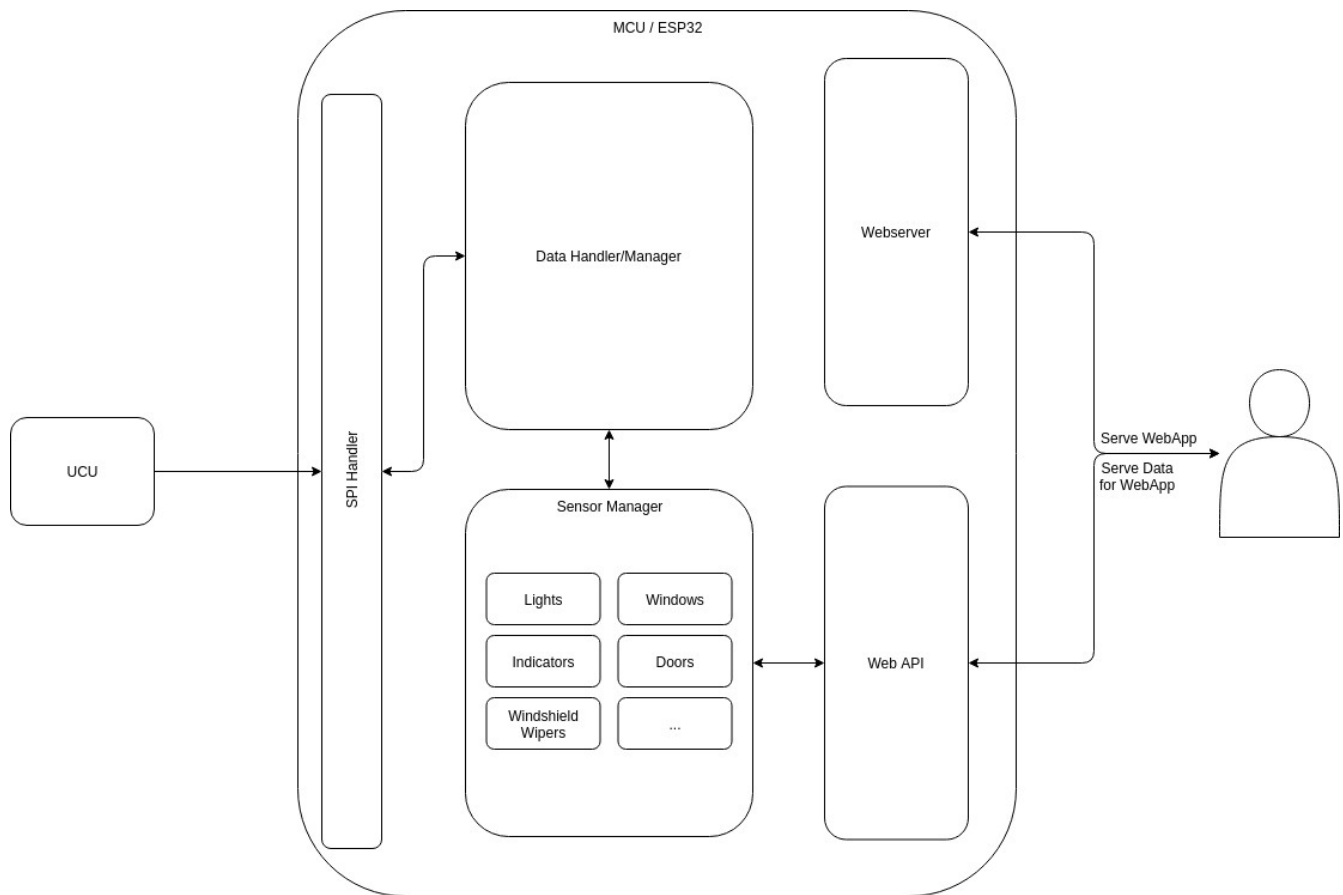 MCU / ESP32
Data Handler/Manager
Webserver
UCU
SPI Handler
Serve WebApp
Serve Data
for WebApp
Sensor Manager
Lights
Windows
Indicators
Doors
Windshield
Wipers
...
Web API